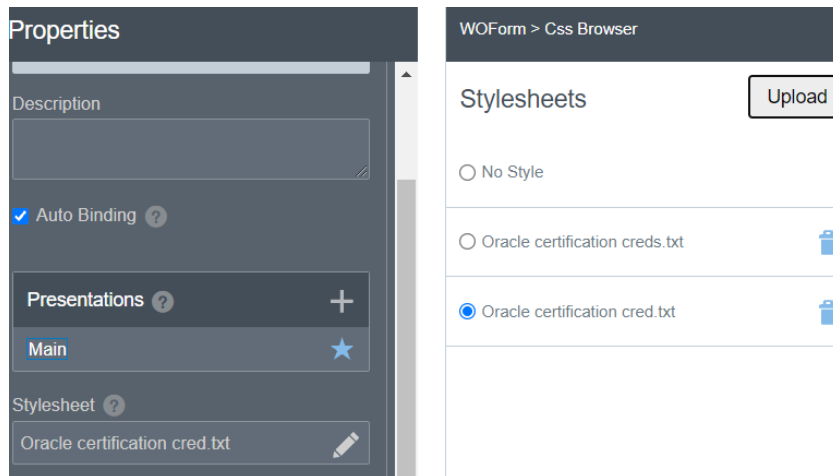 Properties
Description
Auto Binding ?
Presentations ?
Main
Stylesheet ?
Oracle certification cred.txt
WOForm > Css Browser
Stylesheets
Upload
No Style
Oracle certification creds.txt
Oracle certification cred.txt